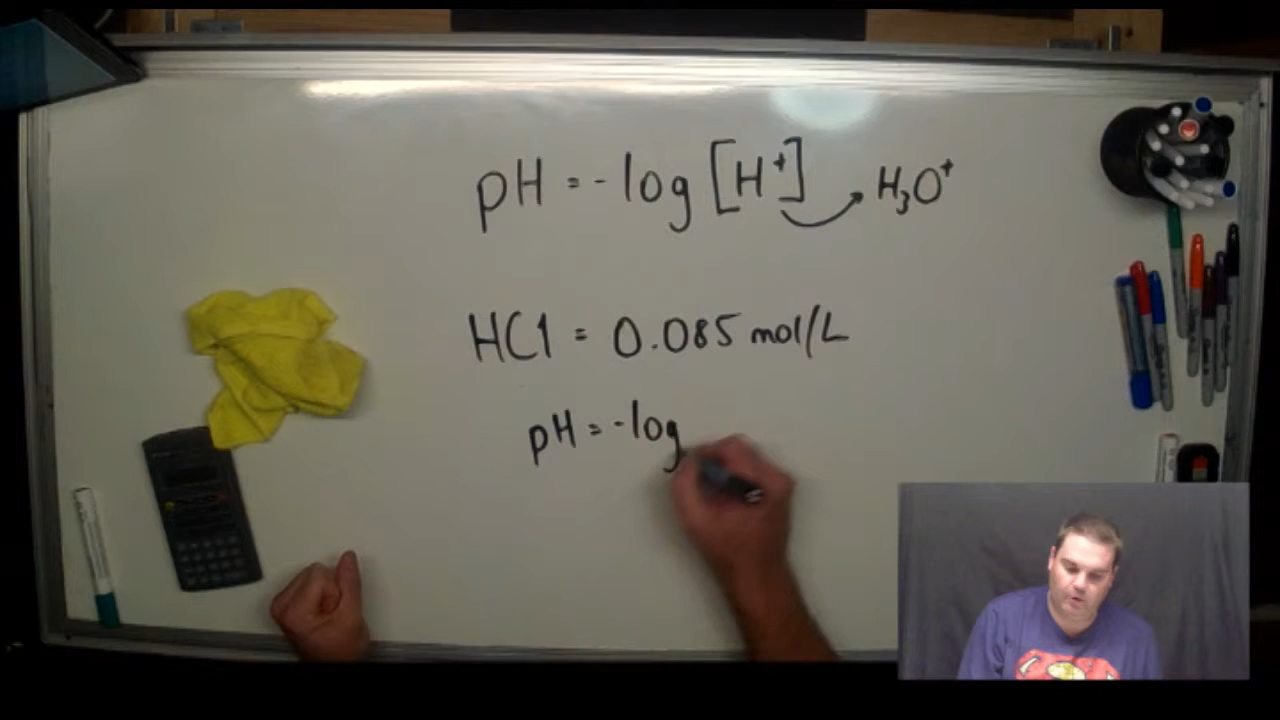 pH = -log [H⁺] → H₃O⁺
HCl = 0.085 mol/L
pH = -log